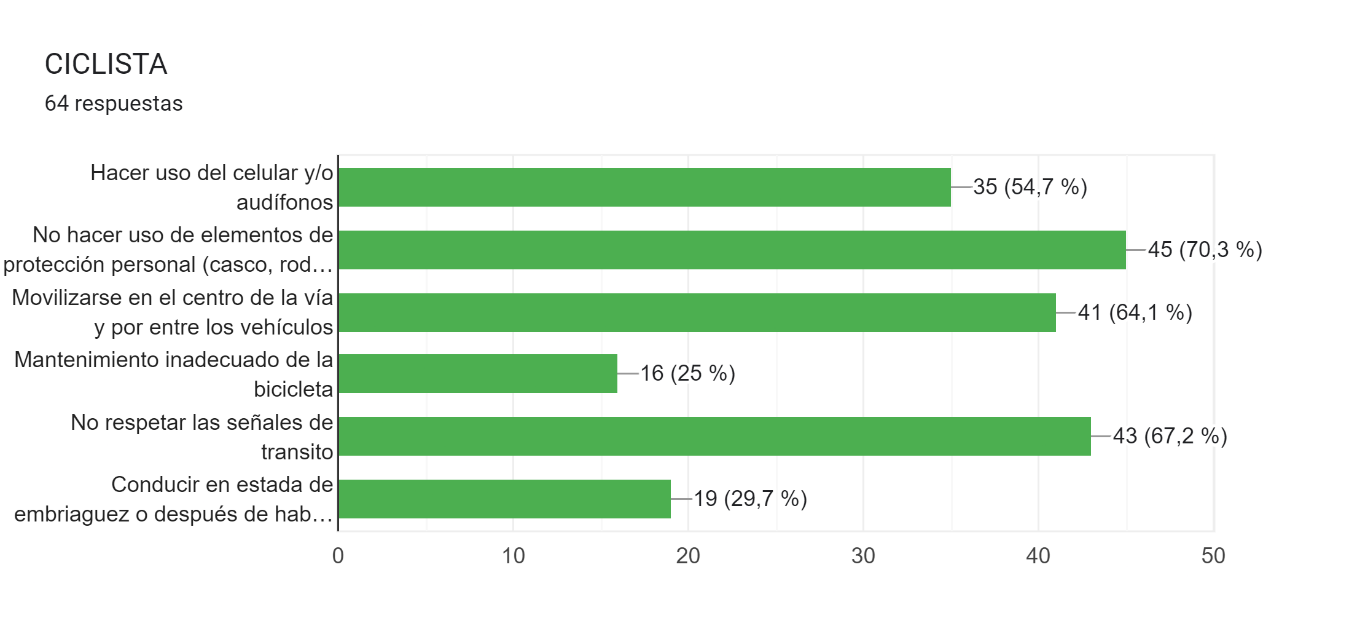 CICLISTA
64 respuestas
Hacer uso del celular y/o
audífonos
35 (54,7 %)
No hacer uso de elementos de
protección personal (casco, rod…
45 (70,3 %)
Movilizarse en el centro de la vía
y por entre los vehículos
41 (64,1 %)
Mantenimiento inadecuado de la
bicicleta
16 (25 %)
No respetar las señales de
transito
43 (67,2 %)
Conducir en estada de
embriaguez o después de hab…
19 (29,7 %)
0 10 20 30 40 50